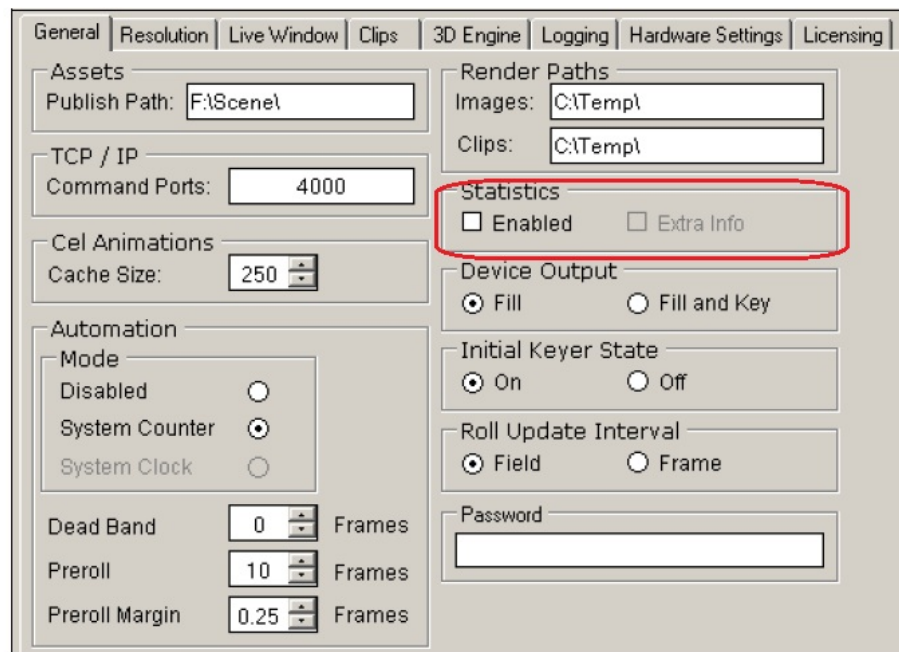 General Resolution Live Window Clips 3D Engine Logging Hardware Settings Licensing
Assets
Publish Path: F:\Scene\
TCP / IP
Command Ports: 4000
Cel Animations
Cache Size: 250
Automation
Mode
Disabled
System Counter
System Clock
Dead Band 0 Frames
Preroll 10 Frames
Preroll Margin 0.25 Frames
Render Paths
Images: C:\Temp\
Clips: C:\Temp\
Statistics
Enabled Extra Info
Device Output
Fill Fill and Key
Initial Keyer State
On Off
Roll Update Interval
Field Frame
Password